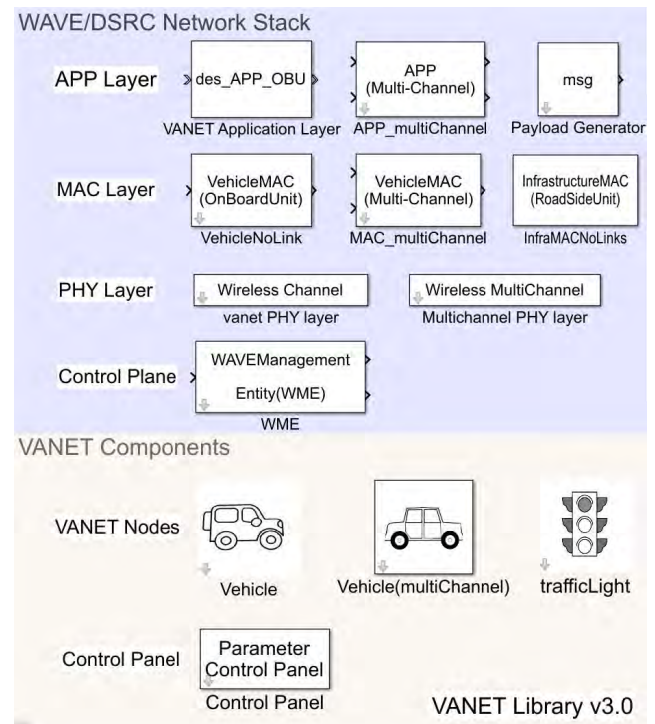 WAVE/DSRC Network Stack
APP Layer
des_APP_OBU
VANET Application Layer
APP
(Multi-Channel)
APP_multiChannel
msg
Payload Generator
MAC Layer
VehicleMAC
(OnBoardUnit)
VehicleNoLink
VehicleMAC
(Multi-Channel)
MAC_multiChannel
InfrastructureMAC
(RoadSideUnit)
InfraMACNoLinks
PHY Layer
Wireless Channel
vanet PHY layer
Wireless MultiChannel
Multichannel PHY layer
Control Plane
WAVEManagement
Entity(WME)
WME
VANET Components
VANET Nodes
Vehicle
Vehicle(multiChannel)
trafficLight
Control Panel
Parameter
Control Panel
Control Panel
VANET Library v3.0